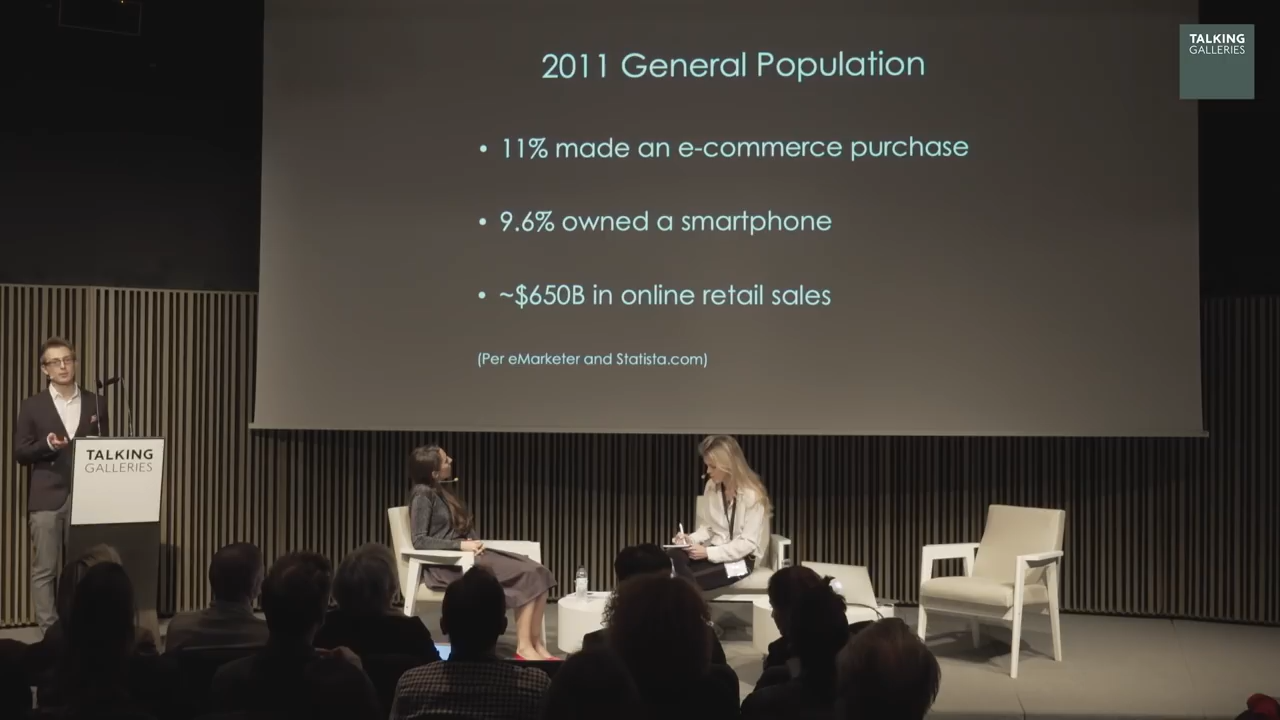 2011 General Population
• 11% made an e-commerce purchase
• 9.6% owned a smartphone
• ~$650B in online retail sales
(Per eMarketer and Statista.com)
TALKING
GALLERIES
TALKING
GALLERIES